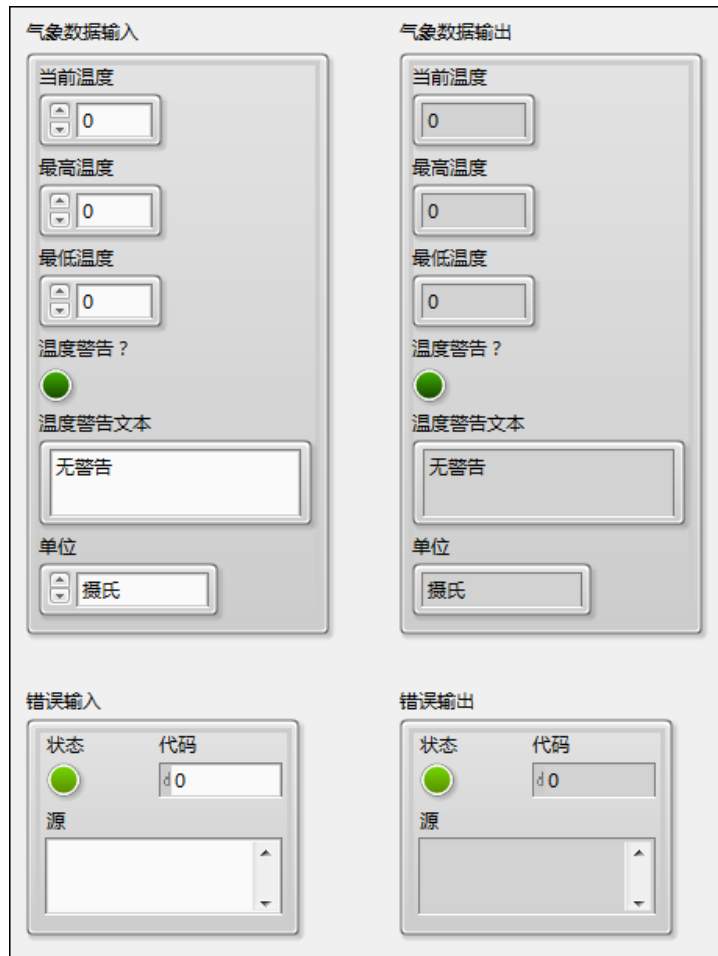 气象数据输入
当前温度
0
最高温度
0
最低温度
0
温度警告？
温度警告文本
无警告
单位
摄氏
气象数据输出
当前温度
0
最高温度
0
最低温度
0
温度警告？
温度警告文本
无警告
单位
摄氏
错误输入
状态 代码
d 0
源
错误输出
状态 代码
d 0
源